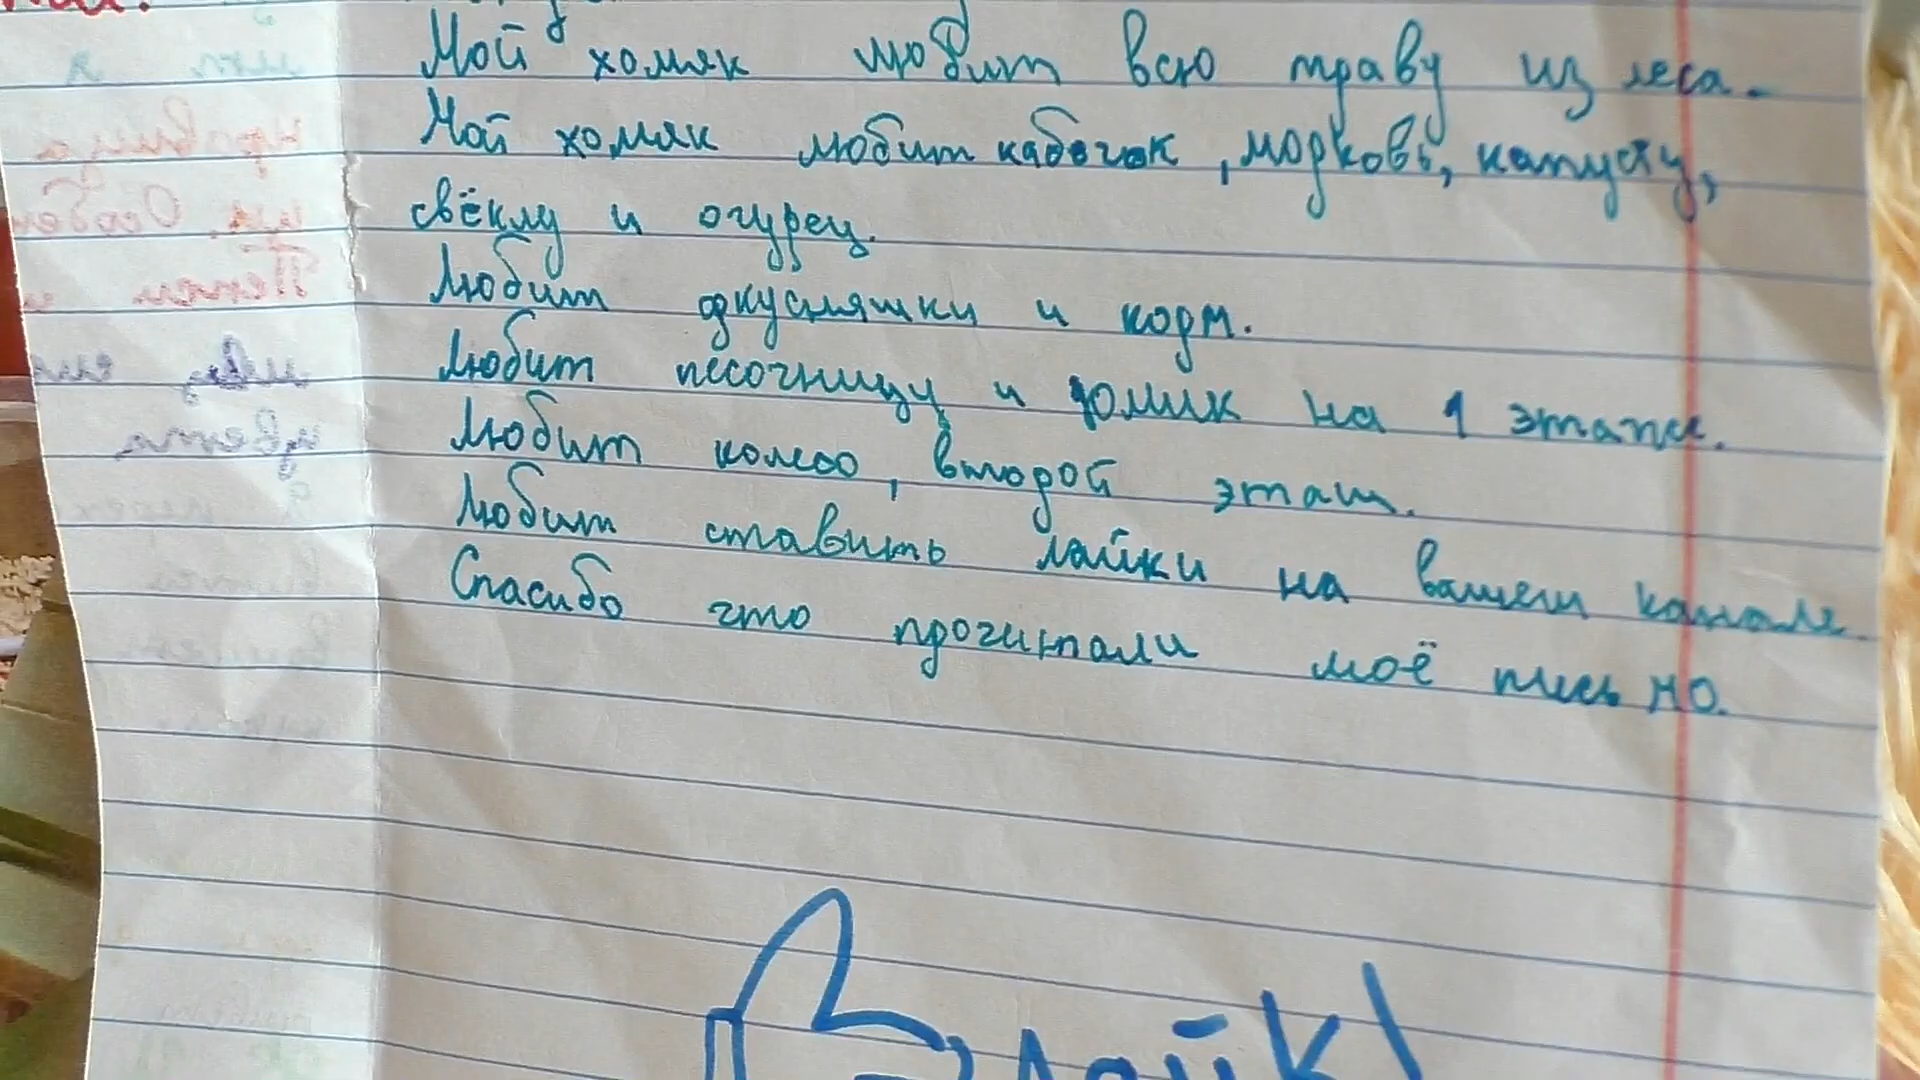 Мой хомяк любит всю траву из леса.
Мой хомяк любит кабачок, морковь, капусту,
свёклу и огурец.
Любит вкусняшки и корм.
Любит песочницу и домик на 1 этаже.
Любит колесо, второй этаж.
Любит ставить лайки на вашем канале.
Спасибо что прочитали моё письмо.
лайк!